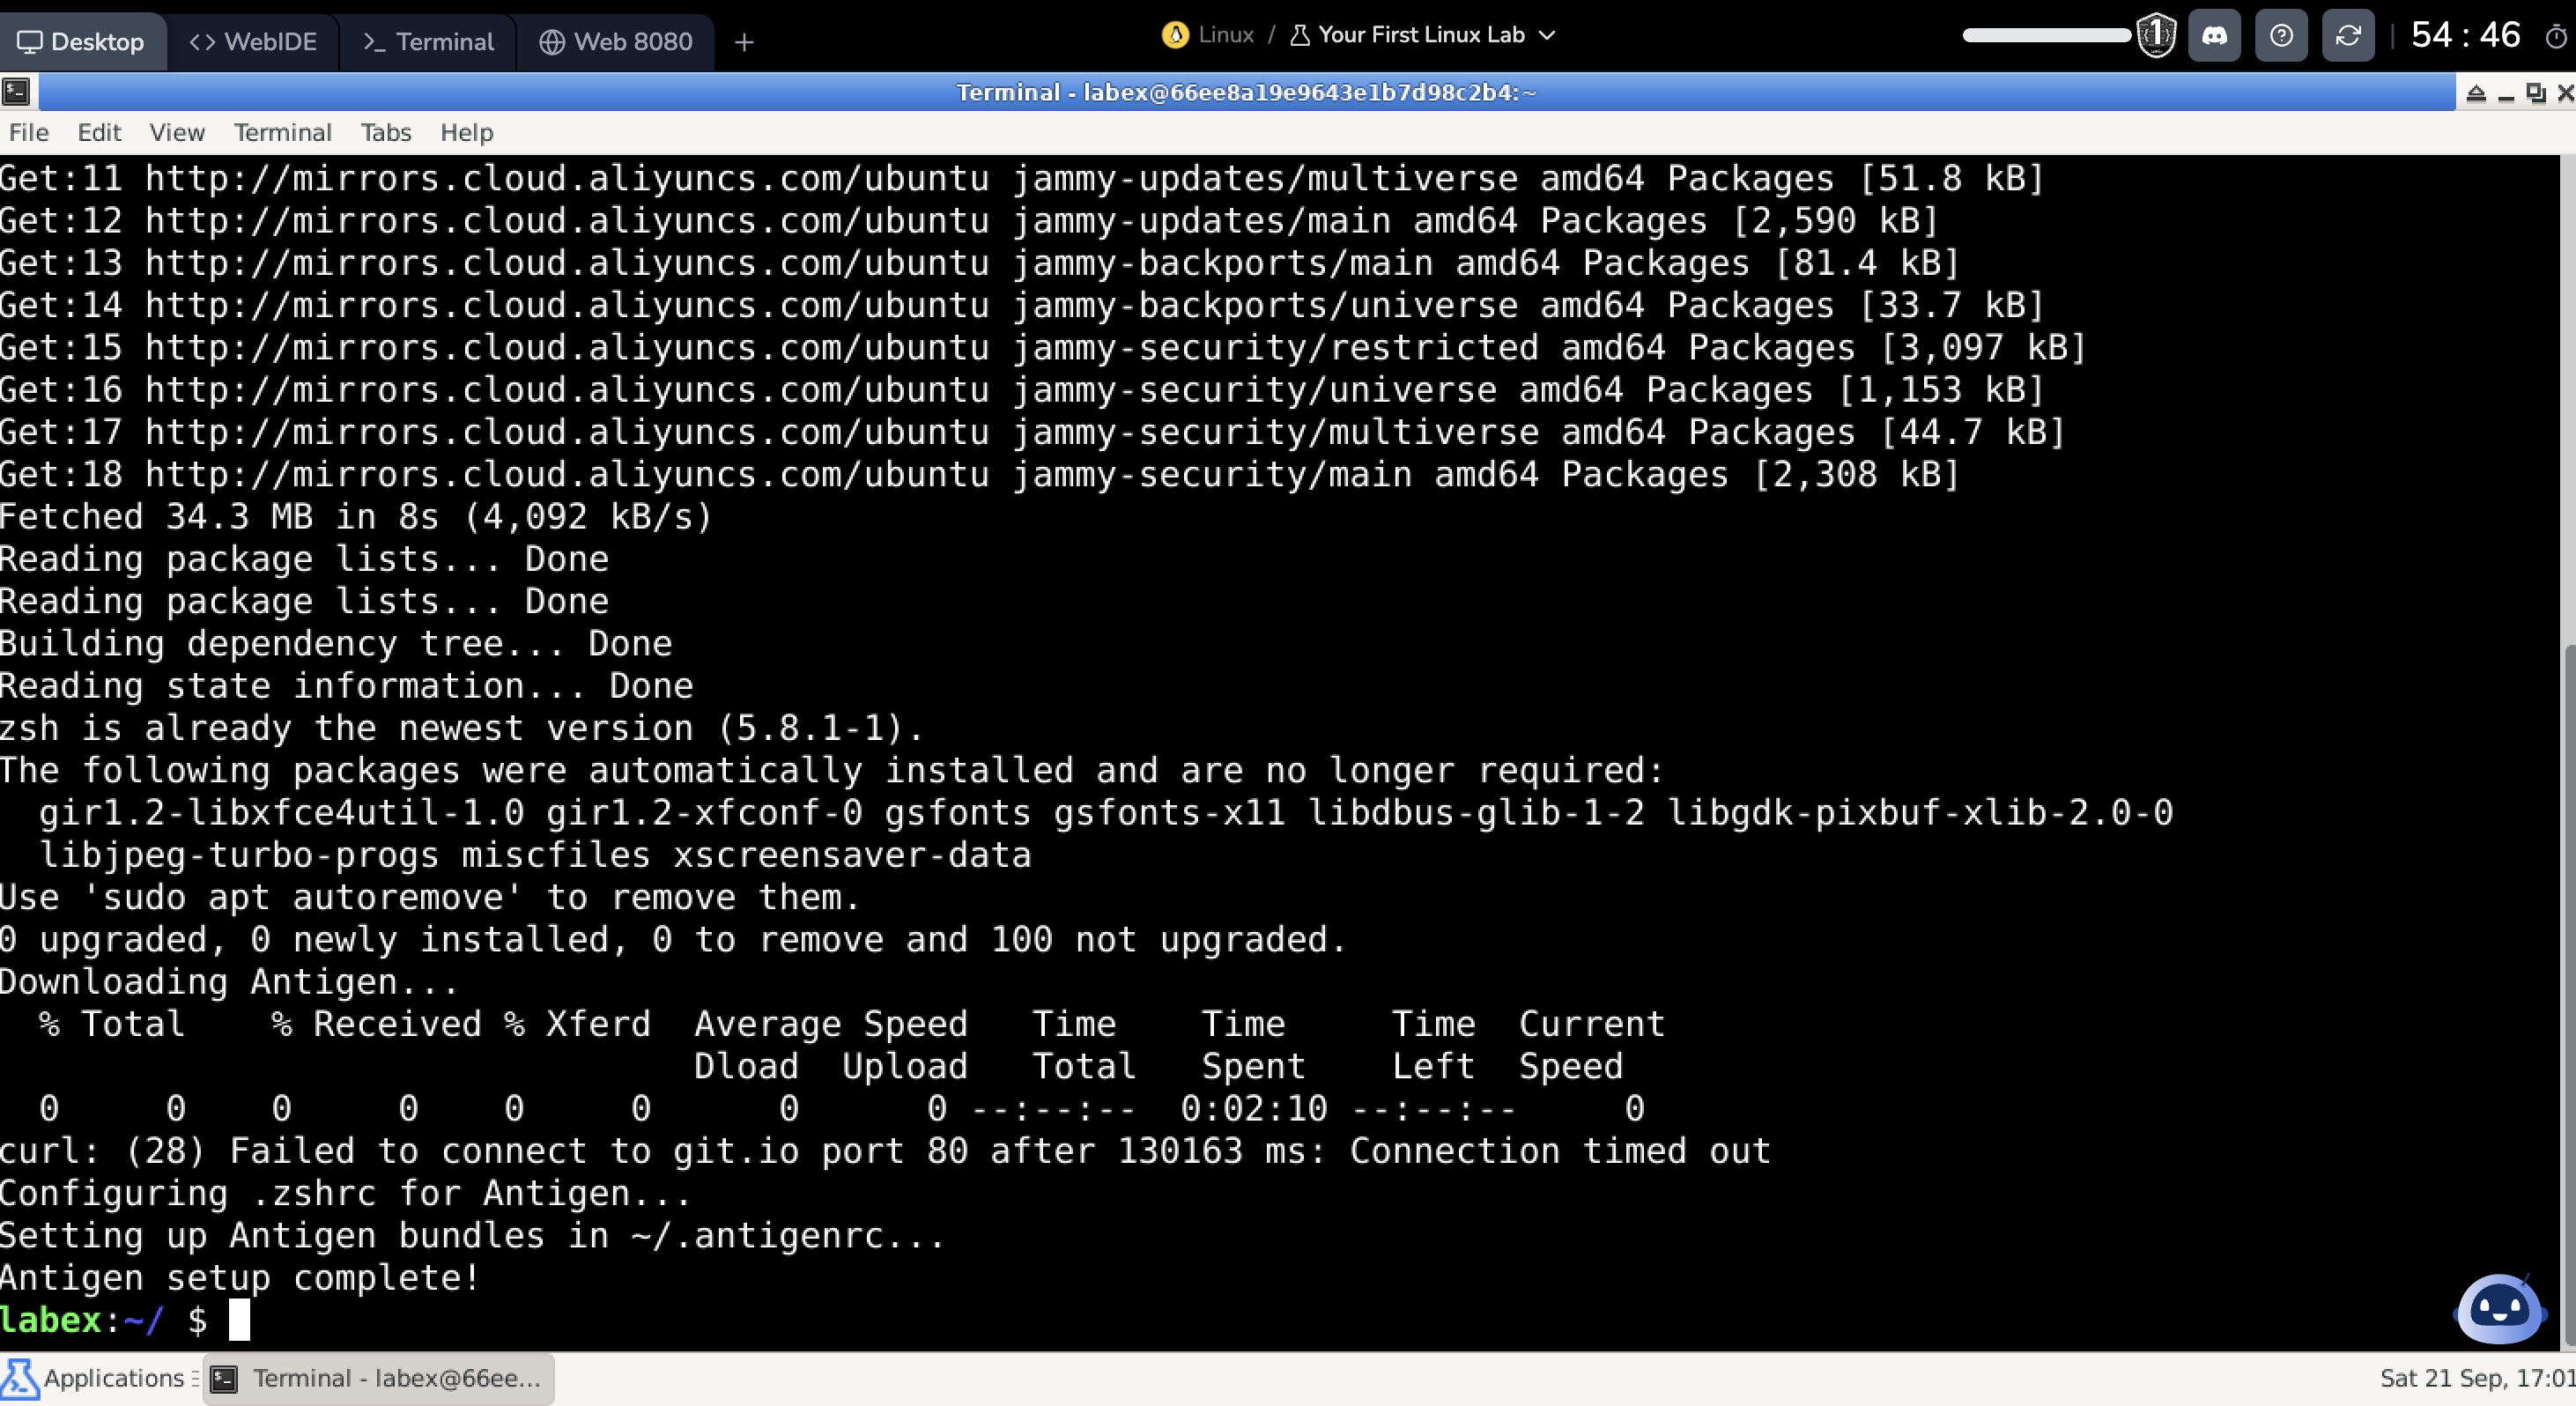 Desktop
WebIDE
Terminal
Web 8080
Linux / Your First Linux Lab
1
54 : 46
Terminal - labex@66ee8a19e9643e1b7d98c2b4:~
File Edit View Terminal Tabs Help
Get:11 http://mirrors.cloud.aliyuncs.com/ubuntu jammy-updates/multiverse amd64 Packages [51.8 kB]
Get:12 http://mirrors.cloud.aliyuncs.com/ubuntu jammy-updates/main amd64 Packages [2,590 kB]
Get:13 http://mirrors.cloud.aliyuncs.com/ubuntu jammy-backports/main amd64 Packages [81.4 kB]
Get:14 http://mirrors.cloud.aliyuncs.com/ubuntu jammy-backports/universe amd64 Packages [33.7 kB]
Get:15 http://mirrors.cloud.aliyuncs.com/ubuntu jammy-security/restricted amd64 Packages [3,097 kB]
Get:16 http://mirrors.cloud.aliyuncs.com/ubuntu jammy-security/universe amd64 Packages [1,153 kB]
Get:17 http://mirrors.cloud.aliyuncs.com/ubuntu jammy-security/multiverse amd64 Packages [44.7 kB]
Get:18 http://mirrors.cloud.aliyuncs.com/ubuntu jammy-security/main amd64 Packages [2,308 kB]
Fetched 34.3 MB in 8s (4,092 kB/s)
Reading package lists... Done
Reading package lists... Done
Building dependency tree... Done
Reading state information... Done
zsh is already the newest version (5.8.1-1).
The following packages were automatically installed and are no longer required:
  gir1.2-libxfce4util-1.0 gir1.2-xfconf-0 gsfonts gsfonts-x11 libdbus-glib-1-2 libgdk-pixbuf-xlib-2.0-0
  libjpeg-turbo-progs miscfiles xscreensaver-data
Use 'sudo apt autoremove' to remove them.
0 upgraded, 0 newly installed, 0 to remove and 100 not upgraded.
Downloading Antigen...
  % Total    % Received % Xferd  Average Speed   Time    Time     Time  Current
                                 Dload  Upload   Total   Spent    Left  Speed
  0     0    0     0    0     0      0      0 --:--:--  0:02:10 --:--:--     0
curl: (28) Failed to connect to git.io port 80 after 130163 ms: Connection timed out
Configuring .zshrc for Antigen...
Setting up Antigen bundles in ~/.antigenrc...
Antigen setup complete!
labex:~/ $
Applications
Terminal - labex@66ee...
Sat 21 Sep, 17:01